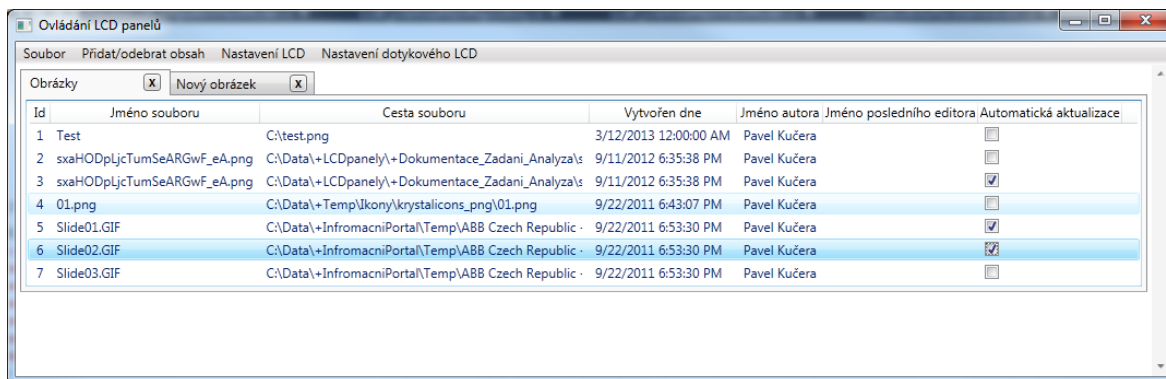 Ovládání LCD panelů
Soubor Přidat/odebrat obsah Nastavení LCD Nastavení dotykového LCD
Obrázky x Nový obrázek x
Id Jméno souboru Cesta souboru Vytvořen dne Jméno autora Jméno posledního editora Automatická aktualizace
1 Test C:\test.png 3/12/2013 12:00:00 AM Pavel Kučera
2 sxaHODpLjcTumSeARGwF_eA.png C:\Data\+LCDpanely\+Dokumentace_Zadani_Analyza\s 9/11/2012 6:35:38 PM Pavel Kučera
3 sxaHODpLjcTumSeARGwF_eA.png C:\Data\+LCDpanely\+Dokumentace_Zadani_Analyza\s 9/11/2012 6:35:38 PM Pavel Kučera
4 01.png C:\Data\+Temp\Ikony\krystalicons_png\01.png 9/22/2011 6:43:07 PM Pavel Kučera
5 Slide01.GIF C:\Data\+InfromacniPortal\Temp\ABB Czech Republic - 9/22/2011 6:53:30 PM Pavel Kučera
6 Slide02.GIF C:\Data\+InfromacniPortal\Temp\ABB Czech Republic - 9/22/2011 6:53:30 PM Pavel Kučera
7 Slide03.GIF C:\Data\+InfromacniPortal\Temp\ABB Czech Republic - 9/22/2011 6:53:30 PM Pavel Kučera